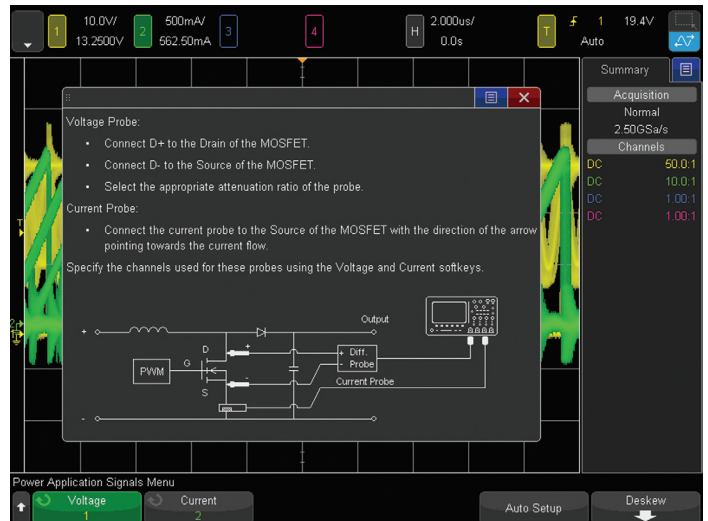 1 10.0V/ 13.2500V 2 500mA/ 562.50mA 3 4 H 2.000us/ 0.0s T 1 19.4V Auto
Summary
Acquisition
Normal
2.50GSa/s
Channels
DC 50.0:1
DC 10.0:1
DC 1.00:1
DC 1.00:1
Voltage Probe:
• Connect D+ to the Drain of the MOSFET.
• Connect D- to the Source of the MOSFET.
• Select the appropriate attenuation ratio of the probe.
Current Probe:
• Connect the current probe to the Source of the MOSFET with the direction of the arrow
pointing towards the current flow.
Specify the channels used for these probes using the Voltage and Current softkeys.
Output
+
D
+
+ Diff.
- Probe
PWM
G
-
S
Current Probe
-
T
2
1
Power Application Signals Menu
Voltage
1
Current
2
Auto Setup
Deskew